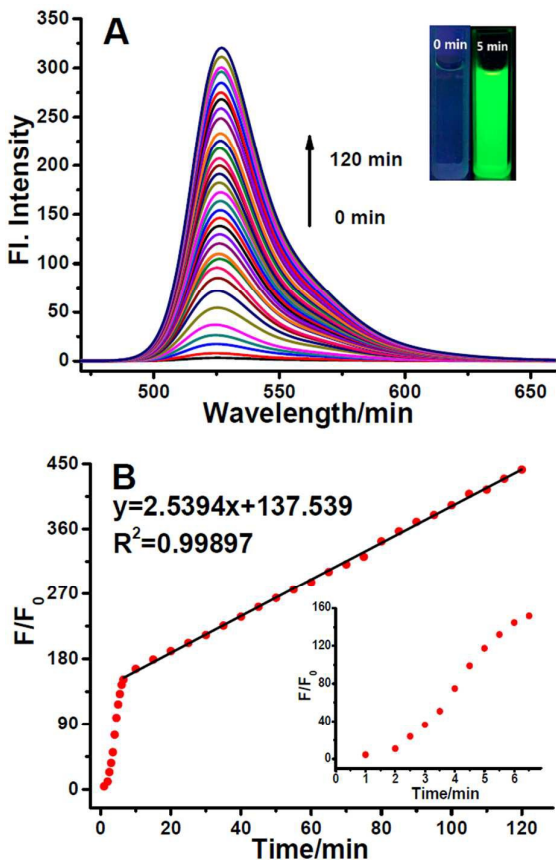 A
350
300
250
200
150
100
50
0
Fl. Intensity
0 min
5 min
120 min
0 min
500
550
600
650
Wavelength/min
B
y=2.5394x+137.539
R²=0.99897
450
360
270
180
90
0
F/F₀
0
20
40
60
80
100
120
Time/min
160
120
80
40
0
F/F₀
0
1
2
3
4
5
6
Time/min